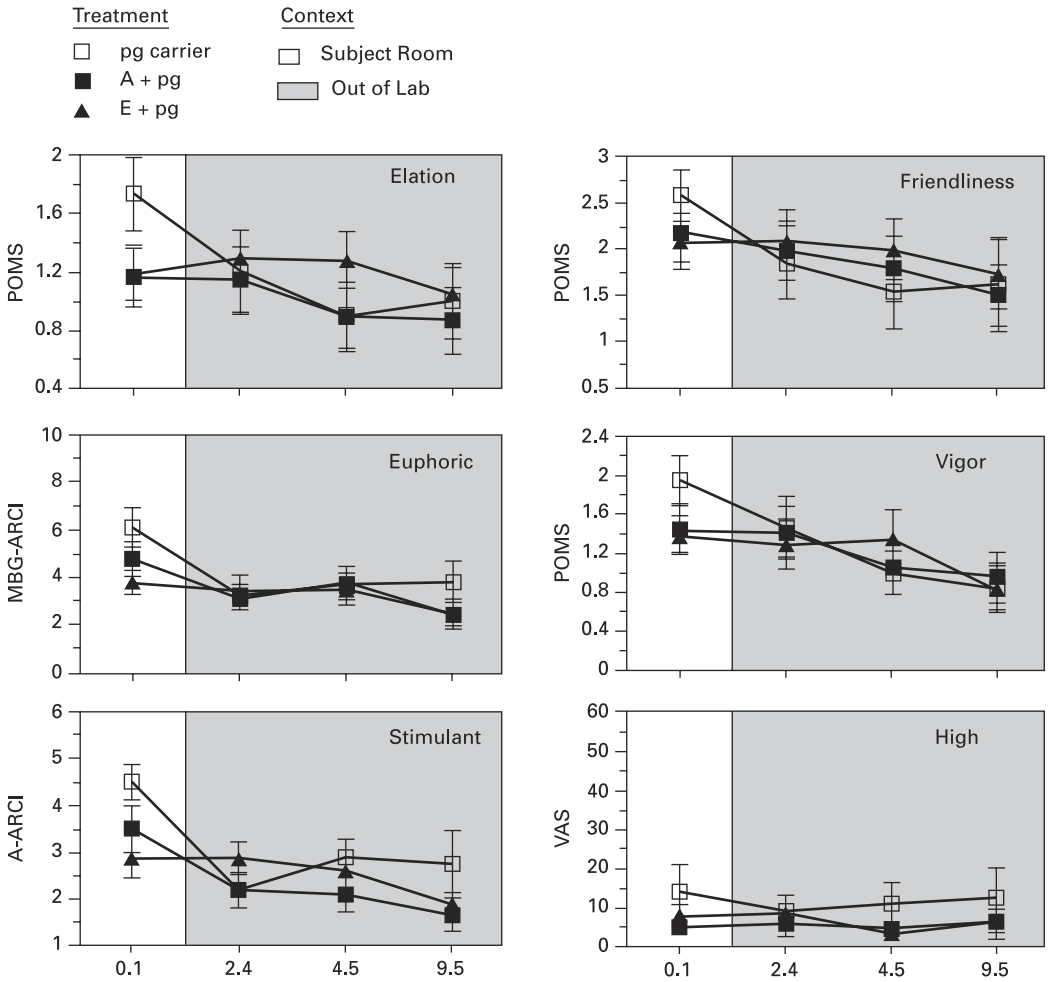 Treatment
pg carrier
A + pg
E + pg
Context
Subject Room
Out of Lab
Elation
POMS
2
1.6
1.2
0.8
0.4
Friendliness
POMS
3
2.5
2
1.5
1
0.5
Euphoric
MBG-ARCI
10
8
6
4
2
0
Vigor
POMS
2.4
2
1.6
1.2
0.8
0.4
0
Stimulant
A-ARCI
6
5
4
3
2
1
0.1 2.4 4.5 9.5
High
VAS
60
50
40
30
20
10
0
0.1 2.4 4.5 9.5